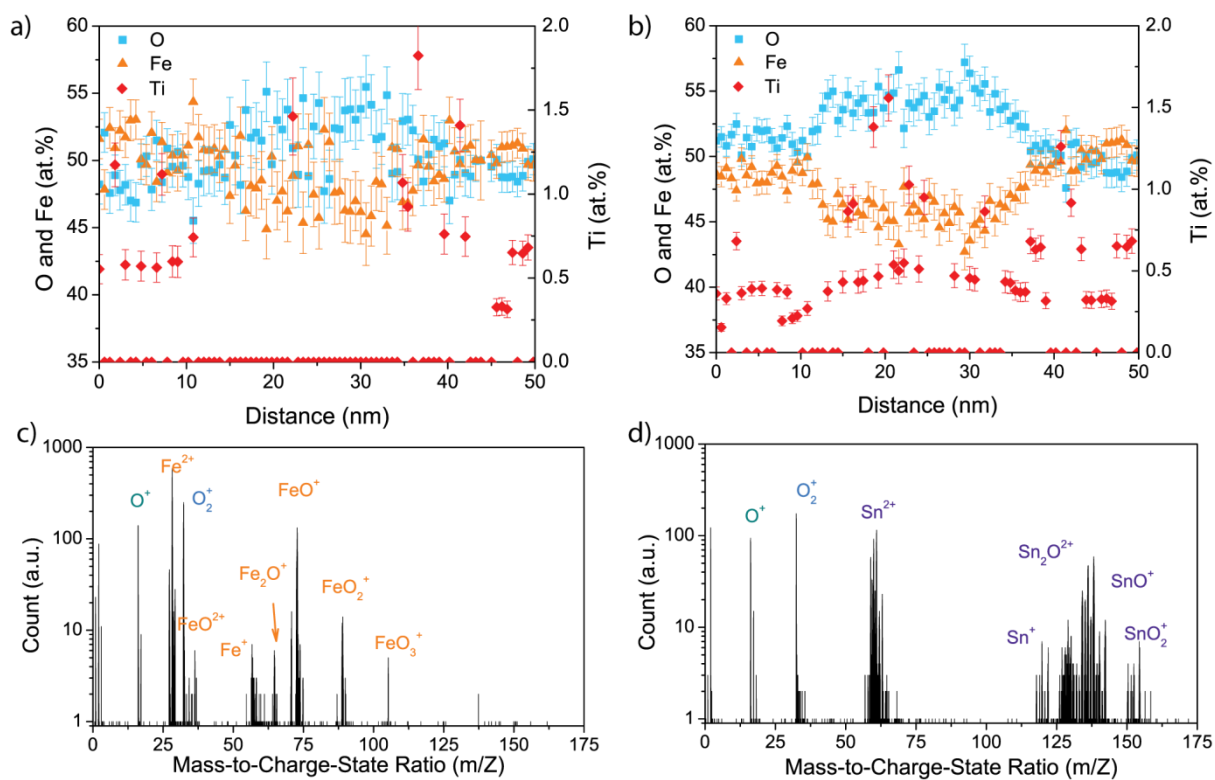 a)
O
Fe
Ti
60
55
50
45
40
35
O and Fe (at.%)
2.0
1.5
1.0
0.5
0.0
Ti (at.%)
0 10 20 30 40 50
Distance (nm)
b)
O
Fe
Ti
60
55
50
45
40
35
O and Fe (at.%)
2.0
1.5
1.0
0.5
0.0
Ti (at.%)
0 10 20 30 40 50
Distance (nm)
c)
1000
100
10
1
Count (a.u.)
Fe²⁺
O⁺
O₂⁺
FeO⁺
Fe₂O⁺
FeO₂⁺
FeO²⁺
Fe⁺
FeO₃⁺
0 25 50 75 100 125 150 175
Mass-to-Charge-State Ratio (m/Z)
d)
1000
100
10
1
Count (a.u.)
O₂⁺
O⁺
Sn²⁺
Sn₂O²⁺
SnO⁺
Sn⁺
SnO₂⁺
0 25 50 75 100 125 150 175
Mass-to-Charge-State Ratio (m/Z)